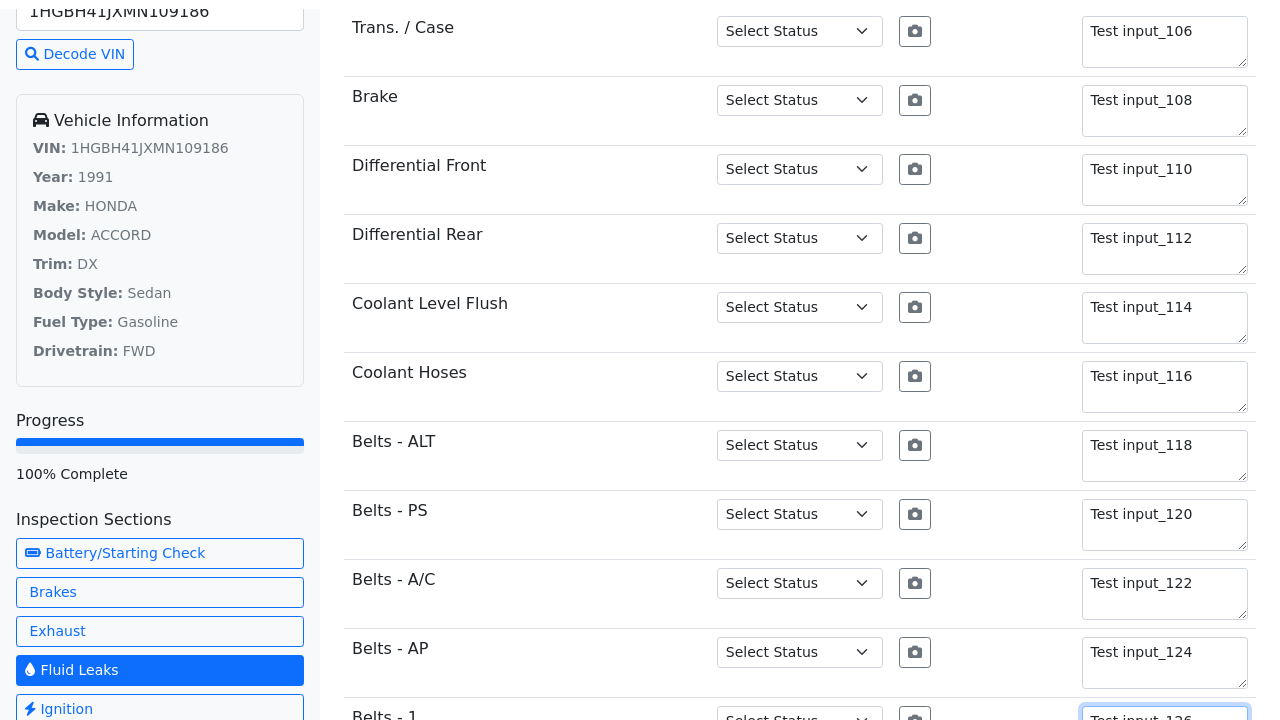 1HGBH41JXMN109186
Decode VIN
Vehicle Information
VIN: 1HGBH41JXMN109186
Year: 1991
Make: HONDA
Model: ACCORD
Trim: DX
Body Style: Sedan
Fuel Type: Gasoline
Drivetrain: FWD
Progress
100% Complete
Inspection Sections
Battery/Starting Check
Brakes
Exhaust
Fluid Leaks
Ignition
Trans. / Case Select Status Test input_106
Brake Select Status Test input_108
Differential Front Select Status Test input_110
Differential Rear Select Status Test input_112
Coolant Level Flush Select Status Test input_114
Coolant Hoses Select Status Test input_116
Belts - ALT Select Status Test input_118
Belts - PS Select Status Test input_120
Belts - A/C Select Status Test input_122
Belts - AP Select Status Test input_124
Belts - 1 Select Status Test input_126